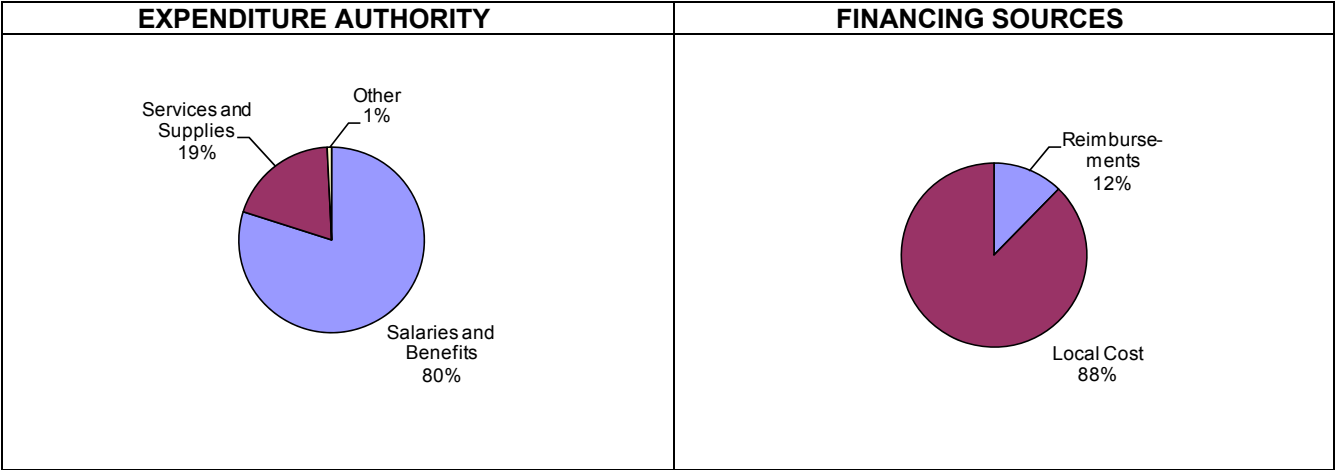 EXPENDITURE AUTHORITY
Other
1%
Services and
Supplies
19%
Salaries and
Benefits
80%
FINANCING SOURCES
Reimburse-
ments
12%
Local Cost
88%